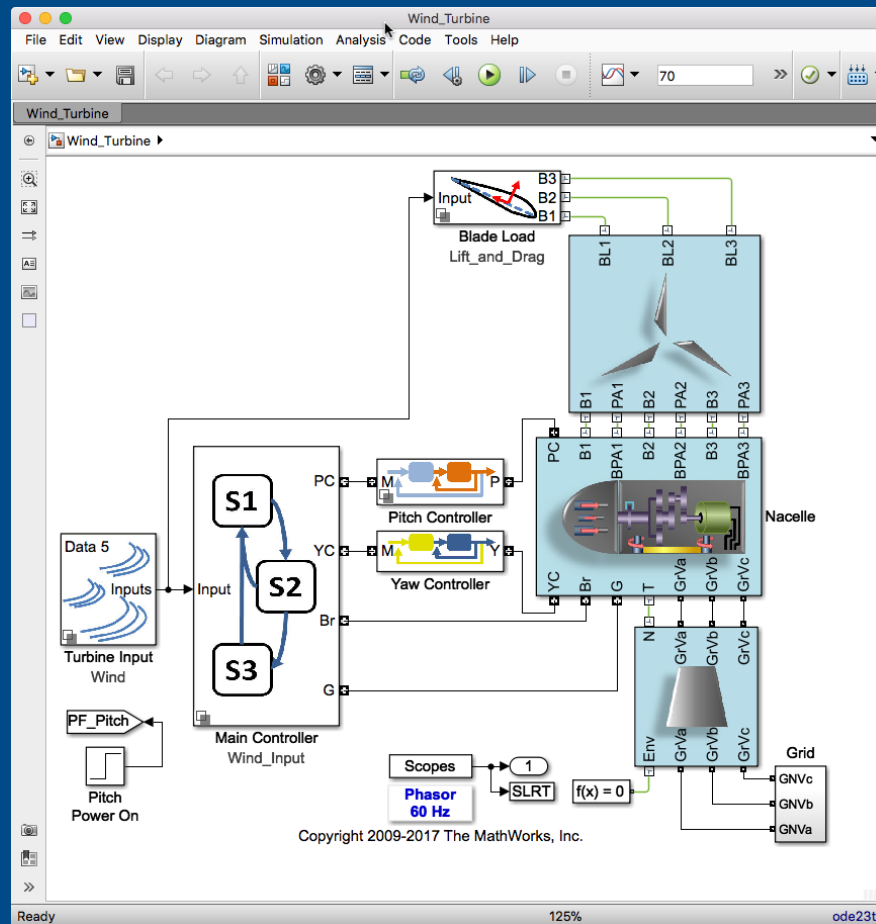 Wind_Turbine
File Edit View Display Diagram Simulation Analysis Code Tools Help
70 »
Wind_Turbine
Wind_Turbine
Input B3
B2
B1
Blade Load
Lift_and_Drag
BL1 BL2 BL3
B1 PA1 B2 PA2 B3 PA3
PC B1 BPA1 B2 BPA2 B3 BPA3
Nacelle
YC Br G T GrVa GrVb GrVc
PC
M P
Pitch Controller
YC
M Y
Yaw Controller
Data 5
Inputs
Turbine Input
Wind
Input
S1
S2
S3
Br
G
Main Controller
Wind_Input
N GrVa GrVb GrVc
Env GrVa GrVb GrVc
PF_Pitch
Pitch
Power On
Scopes
1
SLRT
Phasor
60 Hz
f(x) = 0
Grid
GNVc
GNVb
GNVa
Copyright 2009-2017 The MathWorks, Inc.
A
»
Ready 125% ode23t